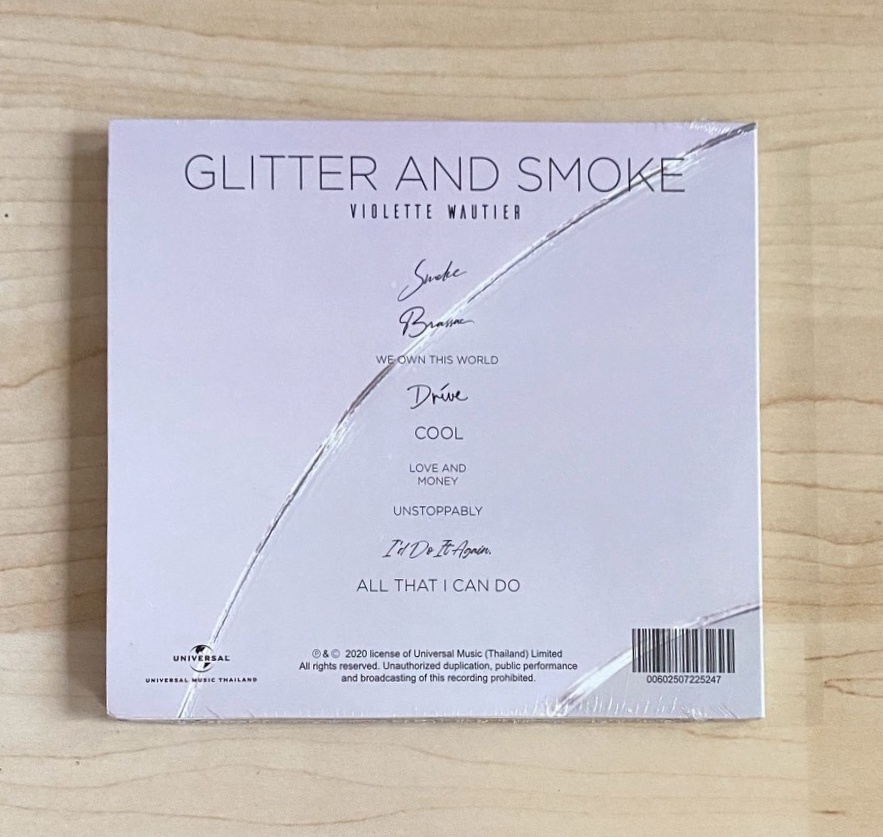 GLITTER AND SMOKE
VIOLETTE WAUTIER
Smoke
Brassac
WE OWN THIS WORLD
Drive
COOL
LOVE AND
MONEY
UNSTOPPABLY
I'd Do It Again.
ALL THAT I CAN DO
UNIVERSAL
UNIVERSAL MUSIC THAILAND
℗ & © 2020 license of Universal Music (Thailand) Limited
All rights reserved. Unauthorized duplication, public performance
and broadcasting of this recording prohibited.
00602507225247